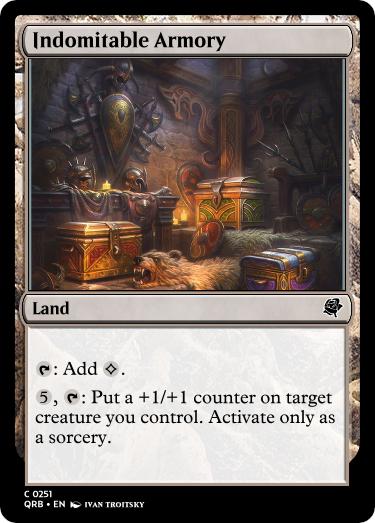 Indomitable Armory
Land
: Add .
5, : Put a +1/+1 counter on target
creature you control. Activate only as
a sorcery.
C 0251
QRB • EN IVAN TROITSKY